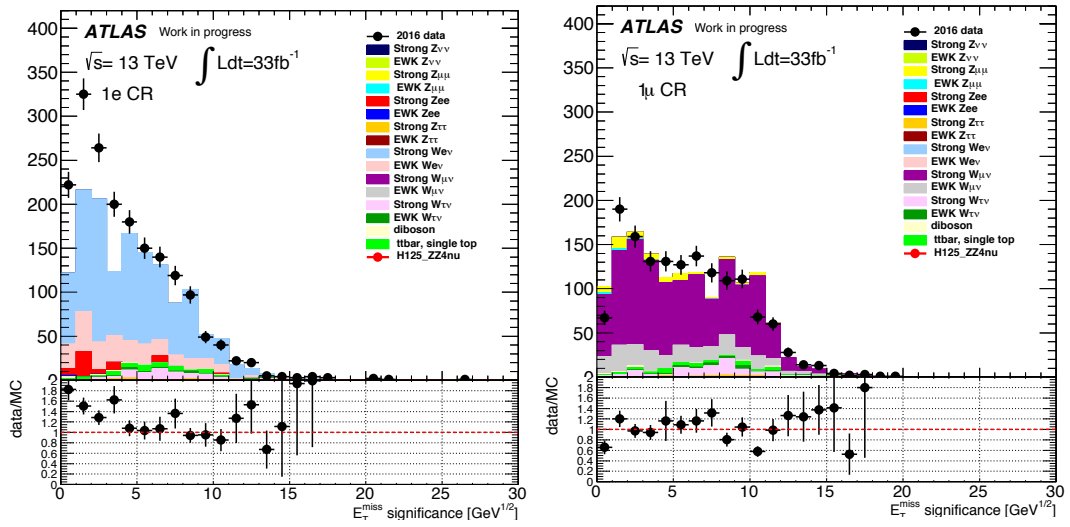 ATLAS Work in progress
√s= 13 TeV ∫ Ldt=33fb⁻¹
1e CR
2016 data
Strong Zνν
EWK Zνν
Strong Zμμ
EWK Zμμ
Strong Zee
EWK Zee
Strong Zττ
EWK Zττ
Strong Weν
EWK Weν
Strong Wμν
EWK Wμν
Strong Wτν
EWK Wτν
diboson
ttbar, single top
H125_ZZ4nu
400
350
300
250
200
150
100
50
data/MC
2
1.8
1.6
1.4
1.2
1
0.8
0.6
0.4
0.2
0
0 5 10 15 20 25 30
E_T^miss significance [GeV^1/2]
ATLAS Work in progress
√s= 13 TeV ∫ Ldt=33fb⁻¹
1μ CR
2016 data
Strong Zνν
EWK Zνν
Strong Zμμ
EWK Zμμ
Strong Zee
EWK Zee
Strong Zττ
EWK Zττ
Strong Weν
EWK Weν
Strong Wμν
EWK Wμν
Strong Wτν
EWK Wτν
diboson
ttbar, single top
H125_ZZ4nu
400
350
300
250
200
150
100
50
data/MC
2
1.8
1.6
1.4
1.2
1
0.8
0.6
0.4
0.2
0
0 5 10 15 20 25 30
E_T^miss significance [GeV^1/2]